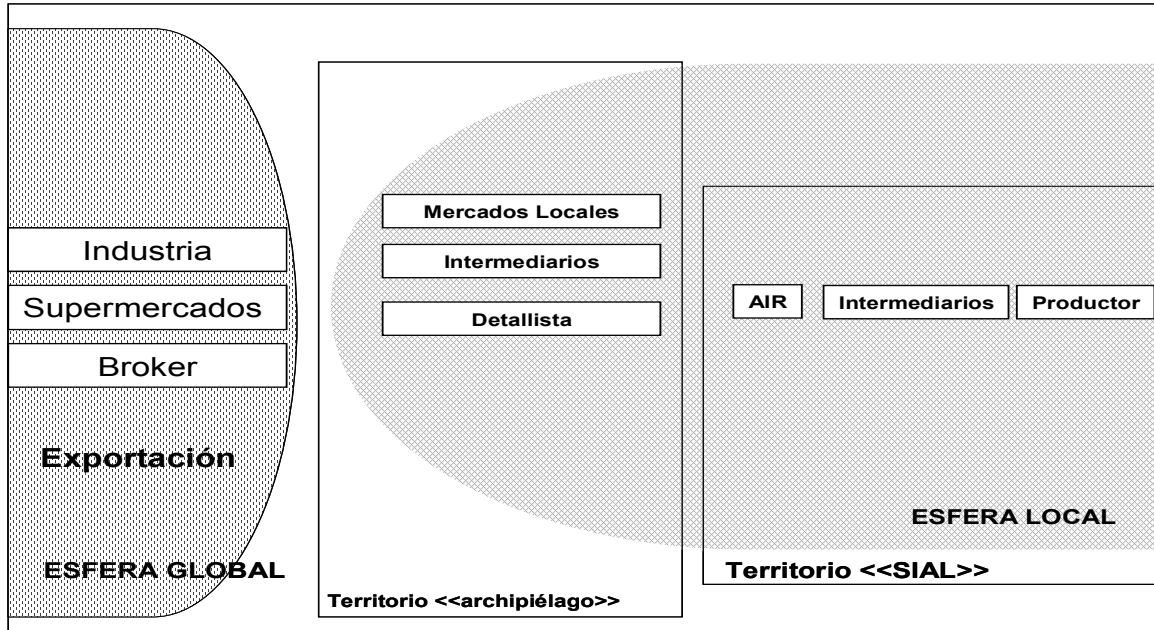 Industria
Supermercados
Broker
Exportación
ESFERA GLOBAL
Mercados Locales
Intermediarios
Detallista
Territorio <<archipiélago>>
AIR
Intermediarios
Productor
ESFERA LOCAL
Territorio <<SIAL>>